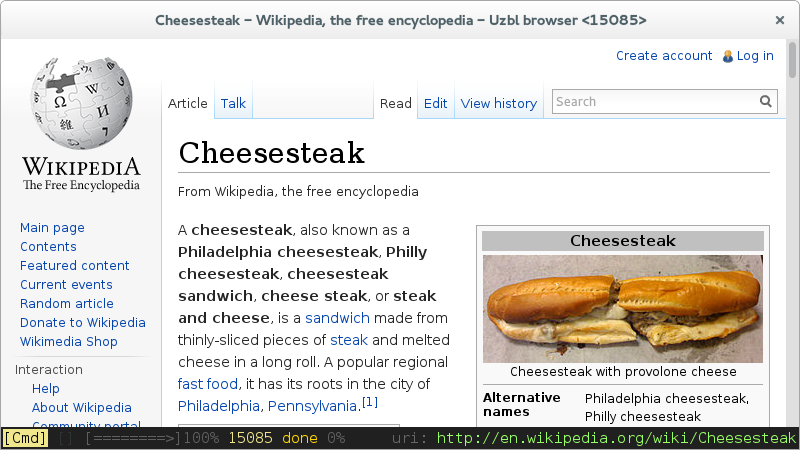 Cheesesteak – Wikipedia, the free encyclopedia – Uzbl browser <15085>
Create account Log in
Article Talk Read Edit View history Search
WIKIPEDIA
The Free Encyclopedia
Main page
Contents
Featured content
Current events
Random article
Donate to Wikipedia
Wikimedia Shop
Interaction
Help
About Wikipedia
Community portal
Cheesesteak
From Wikipedia, the free encyclopedia
A cheesesteak, also known as a
Philadelphia cheesesteak, Philly
cheesesteak, cheesesteak
sandwich, cheese steak, or steak
and cheese, is a sandwich made from
thinly-sliced pieces of steak and melted
cheese in a long roll. A popular regional
fast food, it has its roots in the city of
Philadelphia, Pennsylvania.[1]
Cheesesteak
Cheesesteak with provolone cheese
Alternative names
Philadelphia cheesesteak,
Philly cheesesteak
[Cmd] [] [========>]100% 15085 done 0% uri: http://en.wikipedia.org/wiki/Cheesesteak